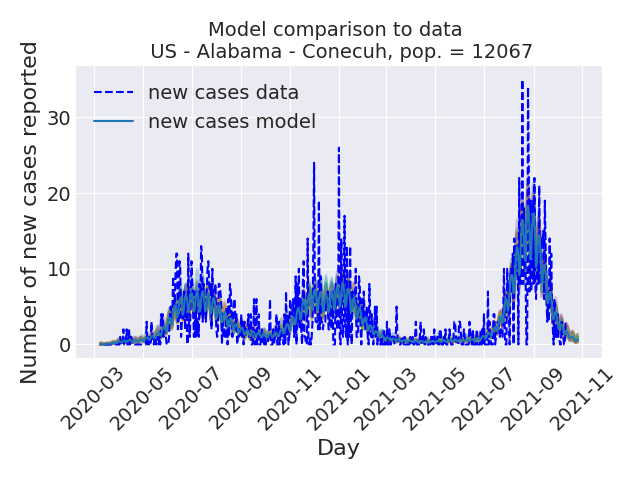 Model comparison to data
US - Alabama - Conecuh, pop. = 12067
Number of new cases reported
new cases data
new cases model
30
20
10
0
2020-03
2020-05
2020-07
2020-09
2020-11
2021-01
2021-03
2021-05
2021-07
2021-09
2021-11
Day